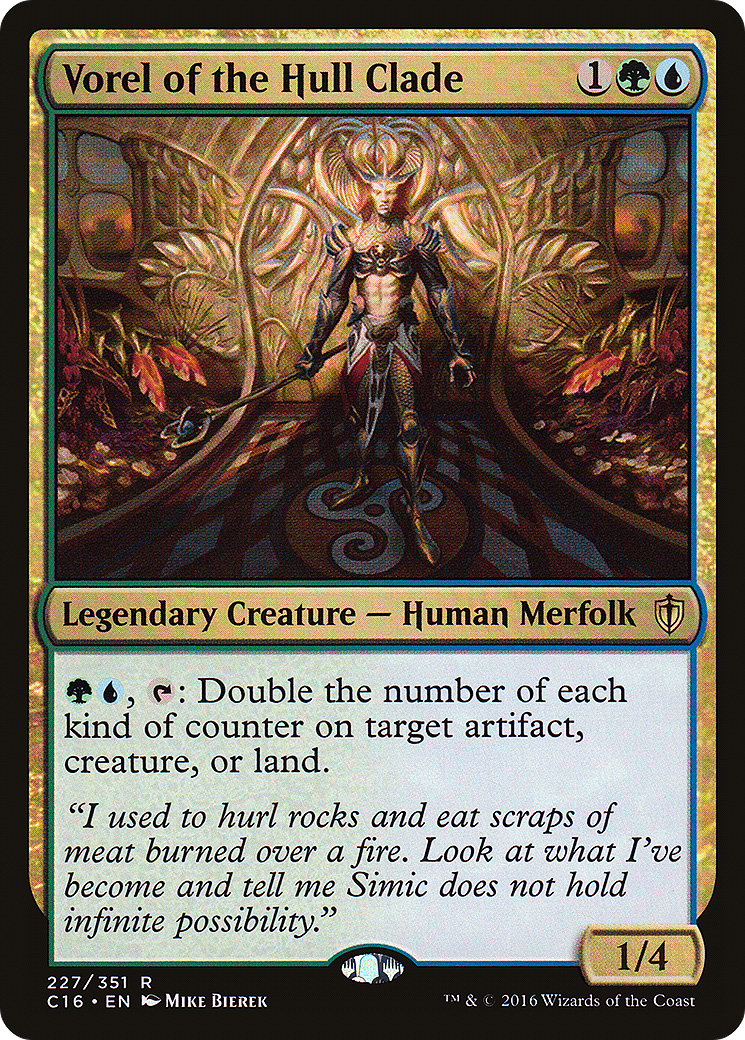 Vorel of the Hull Clade 1
Legendary Creature — Human Merfolk
, : Double the number of each
kind of counter on target artifact,
creature, or land.
“I used to hurl rocks and eat scraps of
meat burned over a fire. Look at what I’ve
become and tell me Simic does not hold
infinite possibility.”
1/4
227/351 R
C16 • EN Mike Bierek
™ & © 2016 Wizards of the Coast